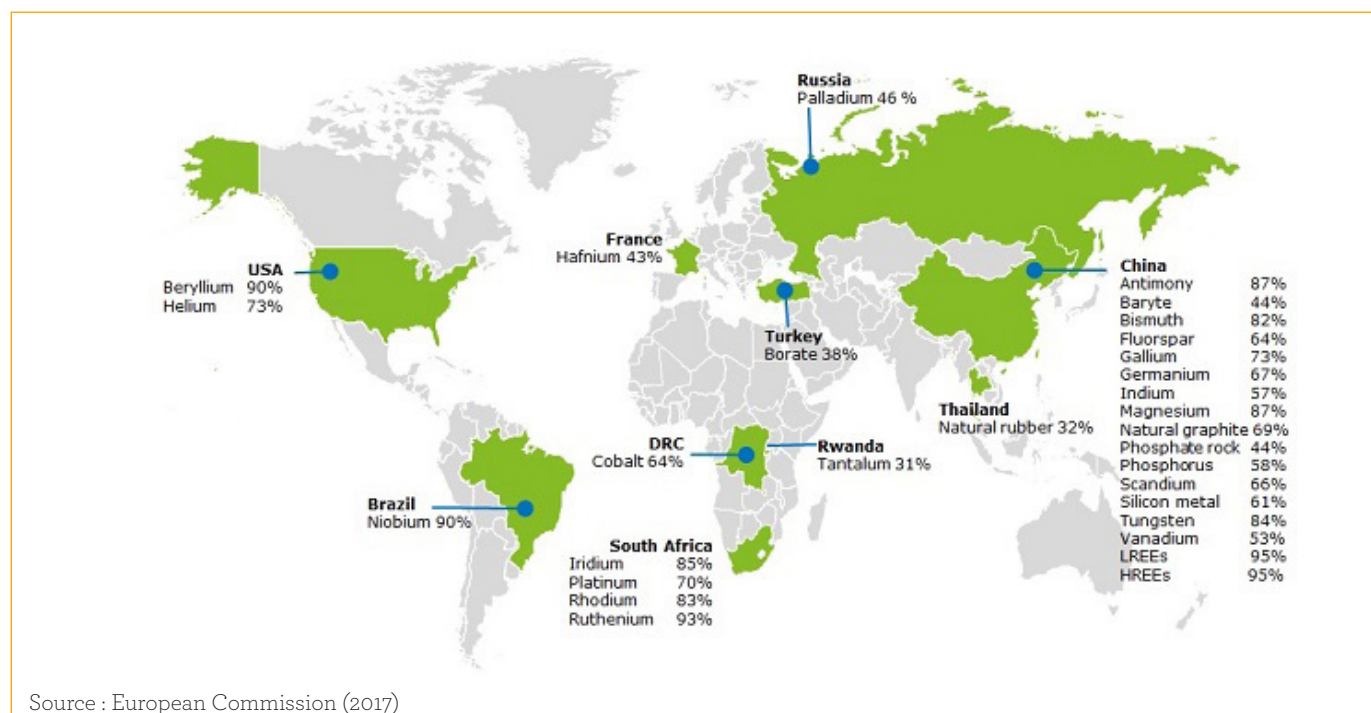 Russia
Palladium 46 %
France
Hafnium 43%
USA
Beryllium 90%
Helium 73%
China
Antimony 87%
Baryte 44%
Bismuth 82%
Fluorspar 64%
Gallium 73%
Germanium 67%
Indium 57%
Magnesium 87%
Natural graphite 69%
Phosphate rock 44%
Phosphorus 58%
Scandium 66%
Silicon metal 61%
Tungsten 84%
Vanadium 53%
LREEs 95%
HREEs 95%
Turkey
Borate 38%
Thailand
Natural rubber 32%
DRC
Cobalt 64%
Rwanda
Tantalum 31%
Brazil
Niobium 90%
South Africa
Iridium 85%
Platinum 70%
Rhodium 83%
Ruthenium 93%
Source : European Commission (2017)